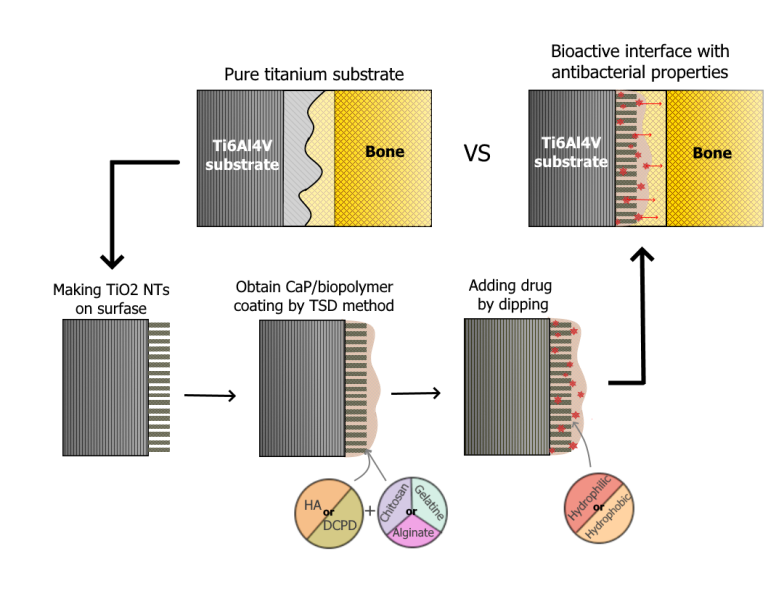 Pure titanium substrate
Bioactive interface with
antibacterial properties
Ti6Al4V
substrate
Bone
VS
Ti6Al4V
substrate
Bone
Making TiO2 NTs
on surfase
Obtain CaP/biopolymer
coating by TSD method
Adding drug
by dipping
HA
or
DCPD
+
Chitosan
Gelatine
or
Alginate
Hydrophilic
or
Hydrophobic